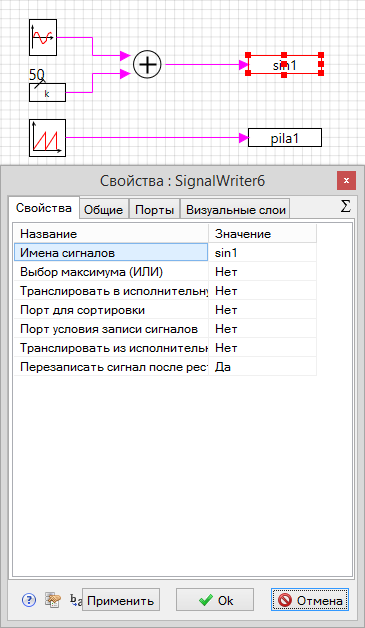 50
k
sin1
pila1
Свойства : SignalWriter6
x
Свойства Общие Порты Визуальные слои Σ
Название Значение
Имена сигналов sin1
Выбор максимума (ИЛИ) Нет
Транслировать в исполнительну Нет
Порт для сортировки Нет
Порт условия записи сигналов Нет
Транслировать из исполнительн Нет
Перезаписать сигнал после рест Да
? Применить Ok Отмена